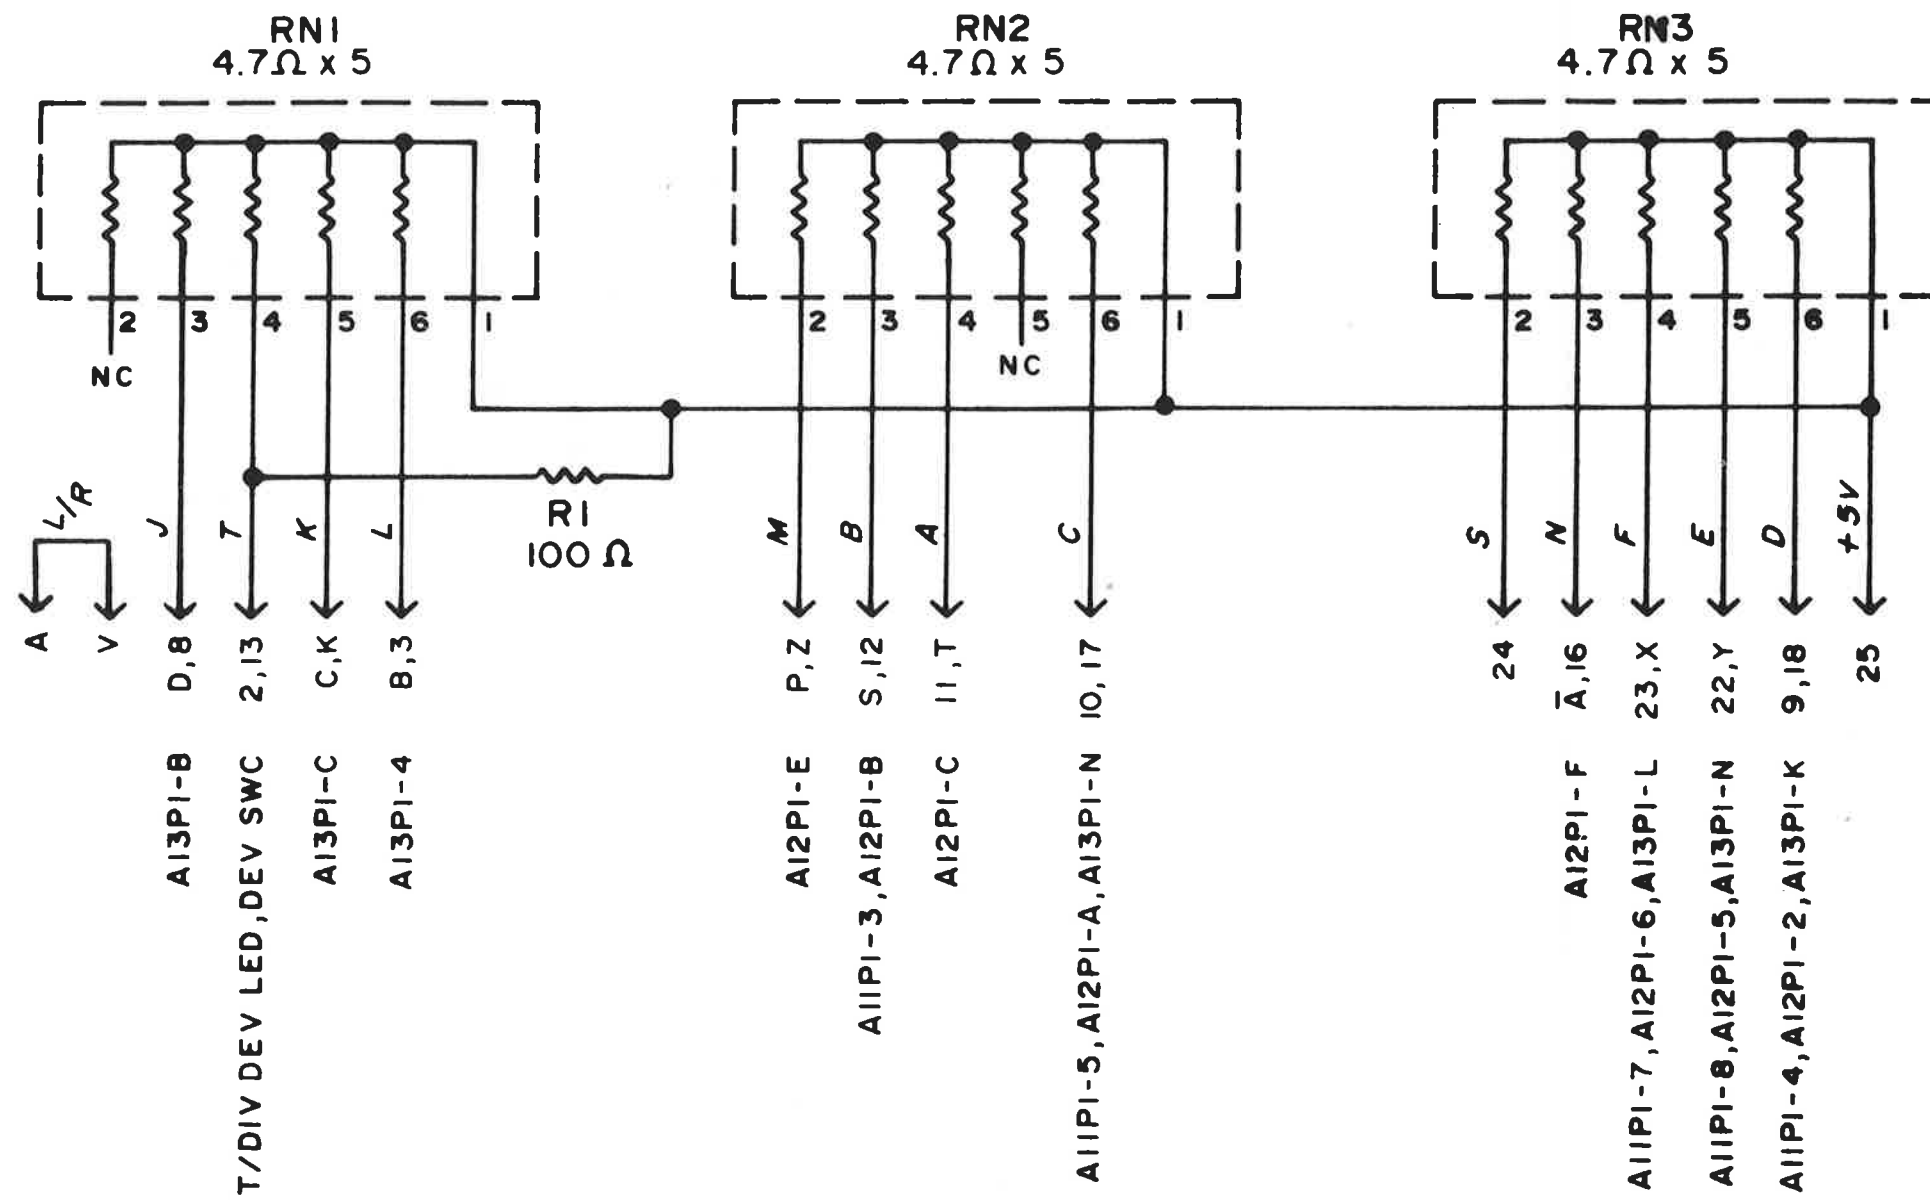 RN1
4.7Ω x 5
RN2
4.7Ω x 5
RN3
4.7Ω x 5
2 3 4 5 6 1
2 3 4 5 6 1
2 3 4 5 6 1
NC
NC
L/R
J
T
K
L
R1
100 Ω
M
B
A
C
S
N
F
E
D
+5V
A
V
D,8
2,13
C,K
B,3
P,Z
S,12
11,T
10,17
24
A̅,16
23,X
22,Y
9,18
25
A13P1-B
T/DIV DEV LED,DEV SWC
A13P1-C
A13P1-4
A12P1-E
A11P1-3,A12P1-B
A12P1-C
A11P1-5,A12P1-A,A13P1-N
A12P1-F
A11P1-7,A12P1-6,A13P1-L
A11P1-8,A12P1-5,A13P1-N
A11P1-4,A12P1-2,A13P1-K